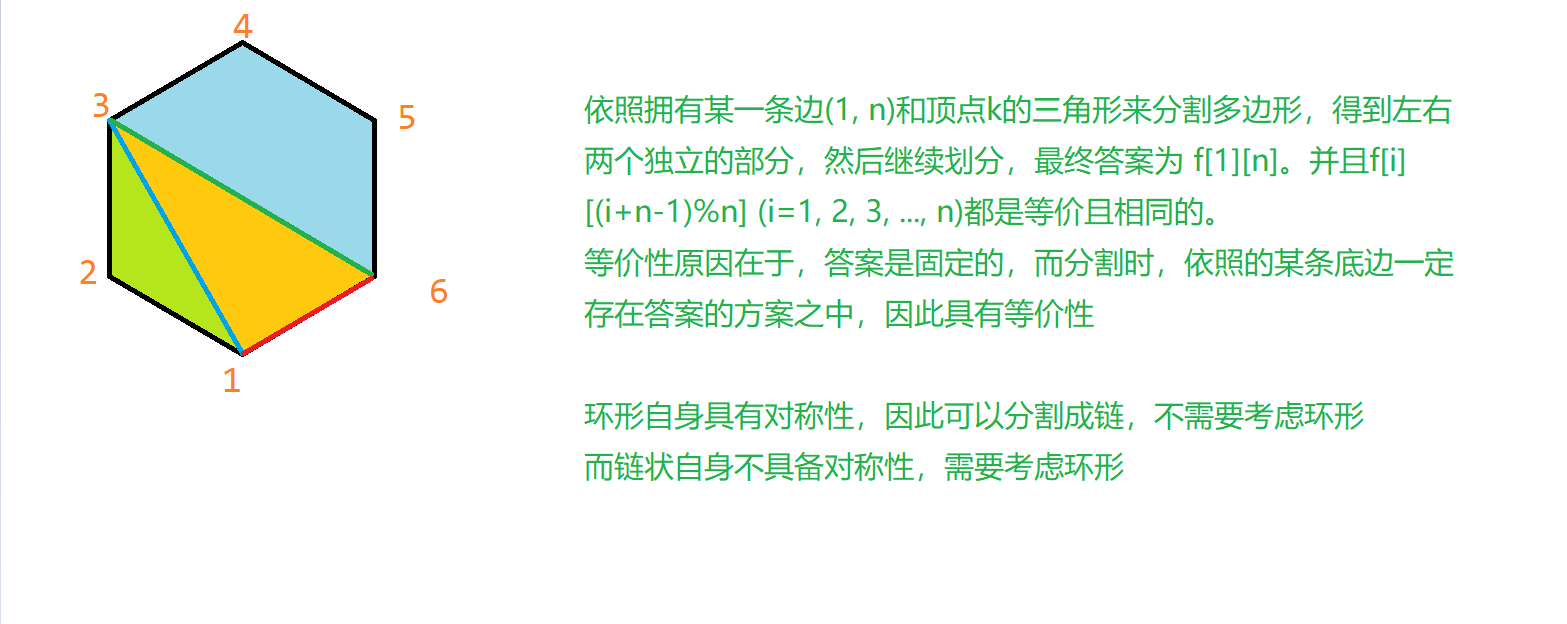 4
3
5
2
6
1
依照拥有某一条边(1, n)和顶点k的三角形来分割多边形，得到左右
两个独立的部分，然后继续划分，最终答案为 f[1][n]。并且f[i]
[(i+n-1)%n] (i=1, 2, 3, ..., n)都是等价且相同的。
等价性原因在于，答案是固定的，而分割时，依照的某条底边一定
存在答案的方案之中，因此具有等价性
环形自身具有对称性，因此可以分割成链，不需要考虑环形
而链状自身不具备对称性，需要考虑环形